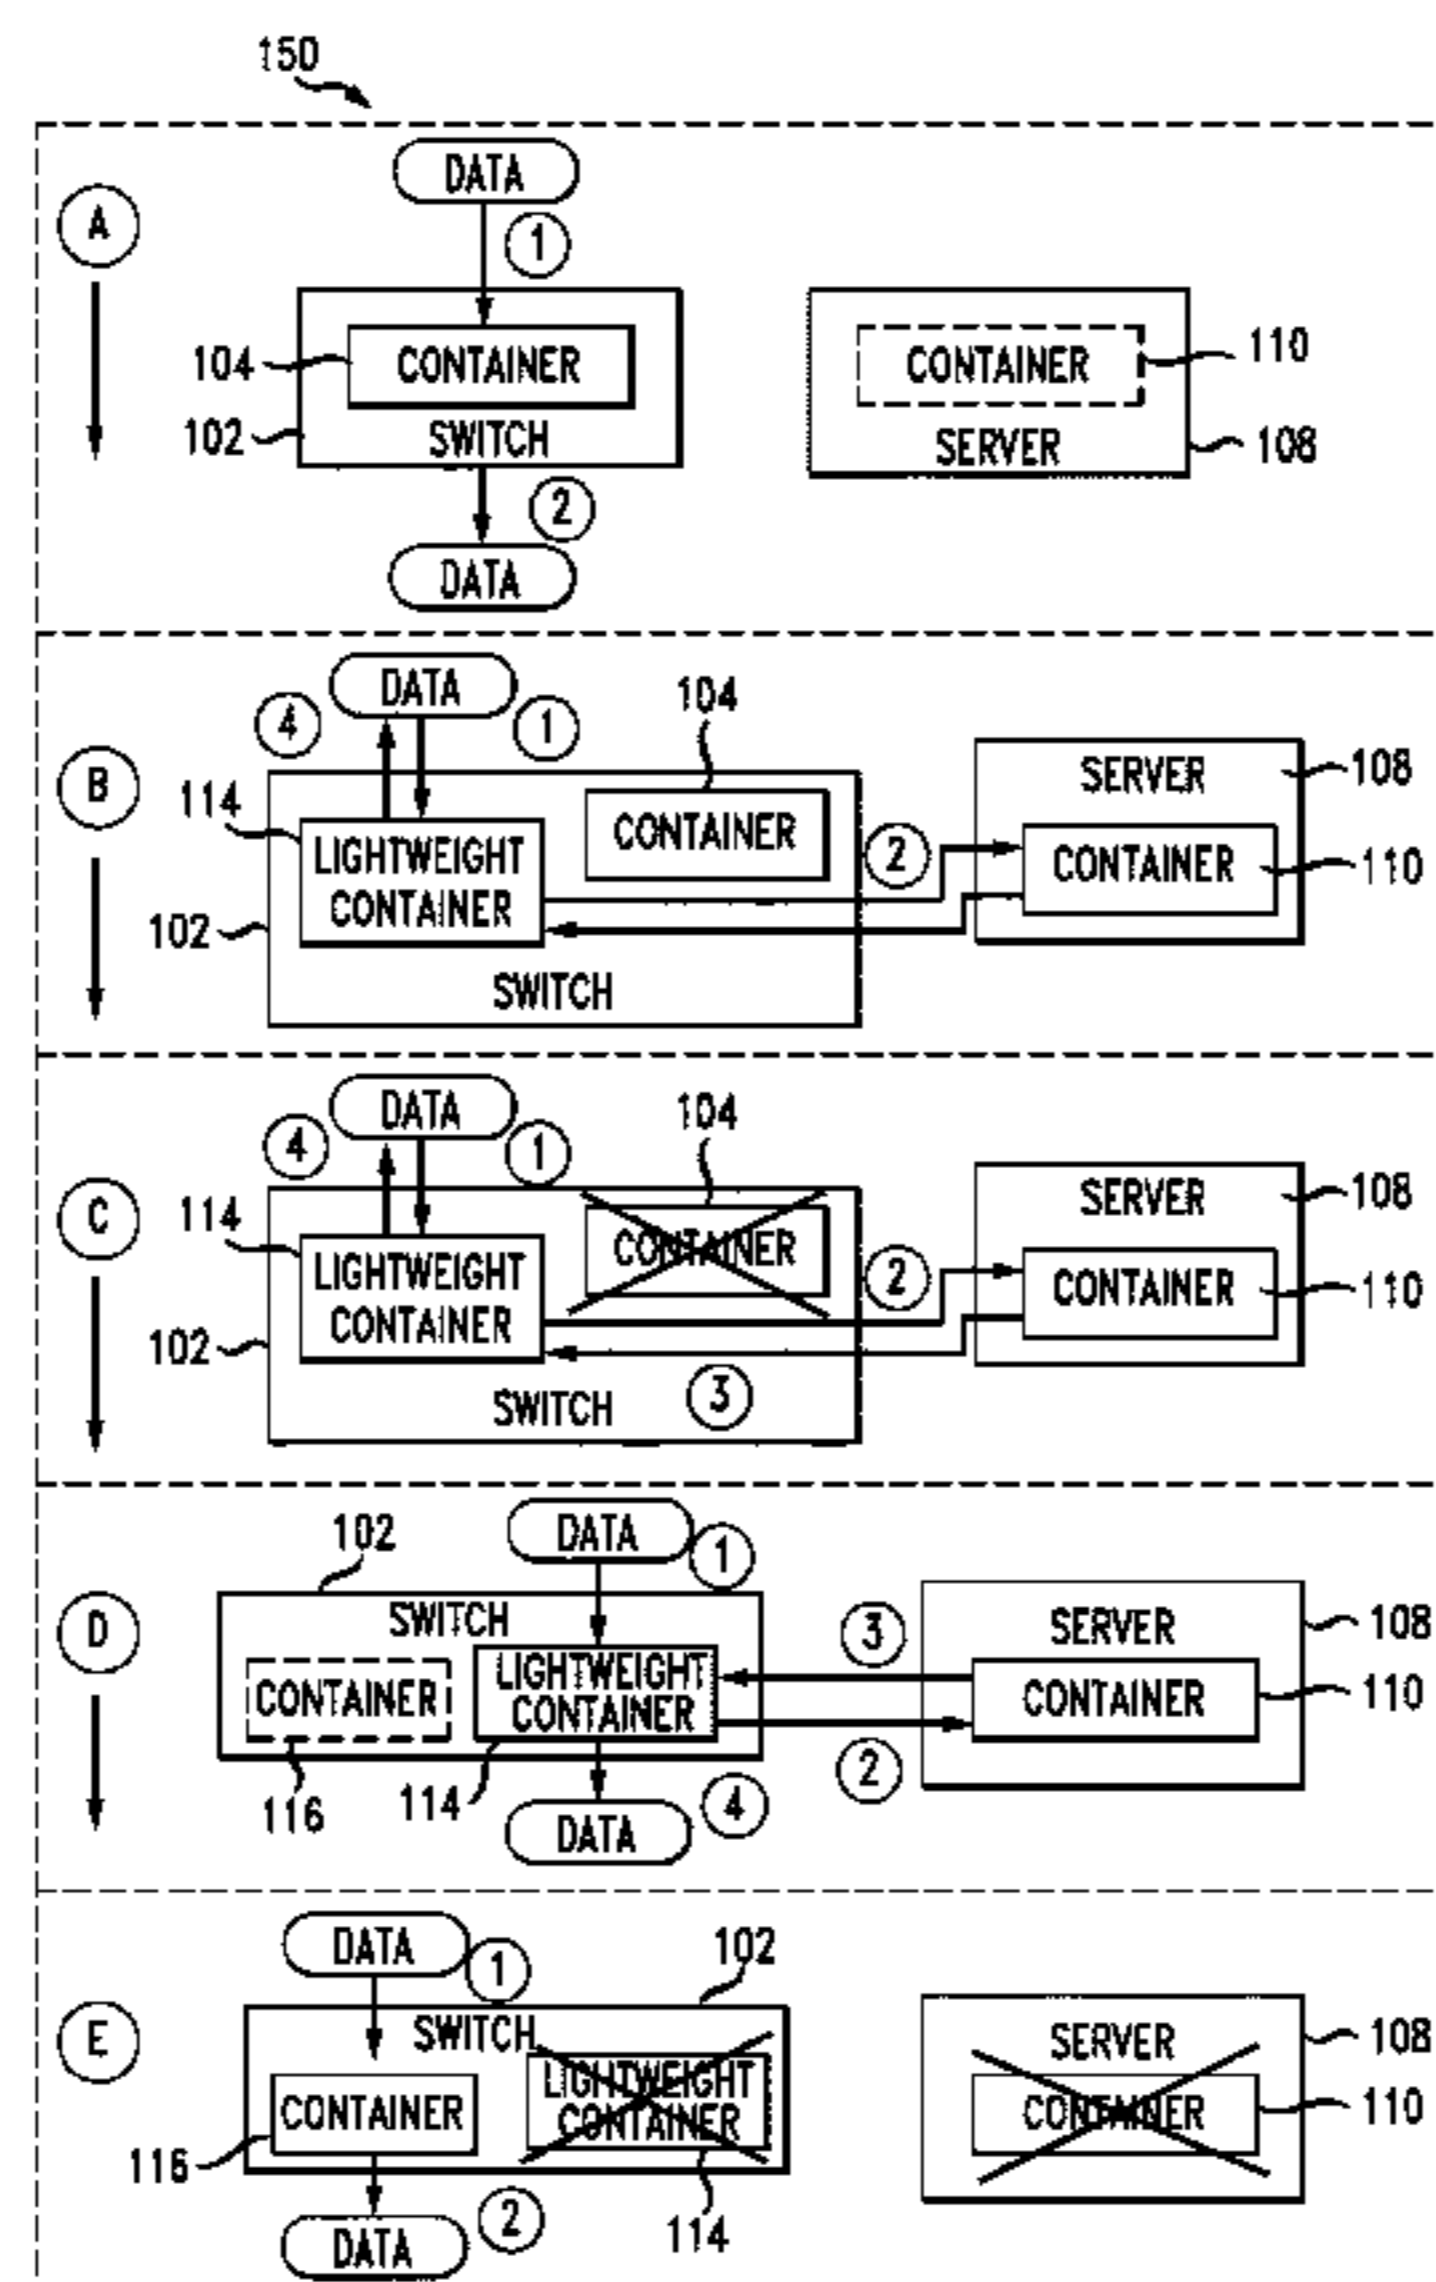 150
A
DATA
1
104
CONTAINER
102
SWITCH
2
DATA
CONTAINER
110
SERVER
108
B
DATA
4
1
104
114
LIGHTWEIGHT
CONTAINER
CONTAINER
2
102
SWITCH
SERVER
108
CONTAINER
110
C
DATA
4
1
104
114
LIGHTWEIGHT
CONTAINER
CONTAINER
2
102
3
SWITCH
SERVER
108
CONTAINER
110
D
102
DATA
1
SWITCH
CONTAINER
LIGHTWEIGHT
CONTAINER
116
114
3
2
4
DATA
SERVER
108
CONTAINER
110
E
DATA
1
102
SWITCH
CONTAINER
LIGHTWEIGHT
CONTAINER
116
2
114
DATA
SERVER
108
CONTAINER
110